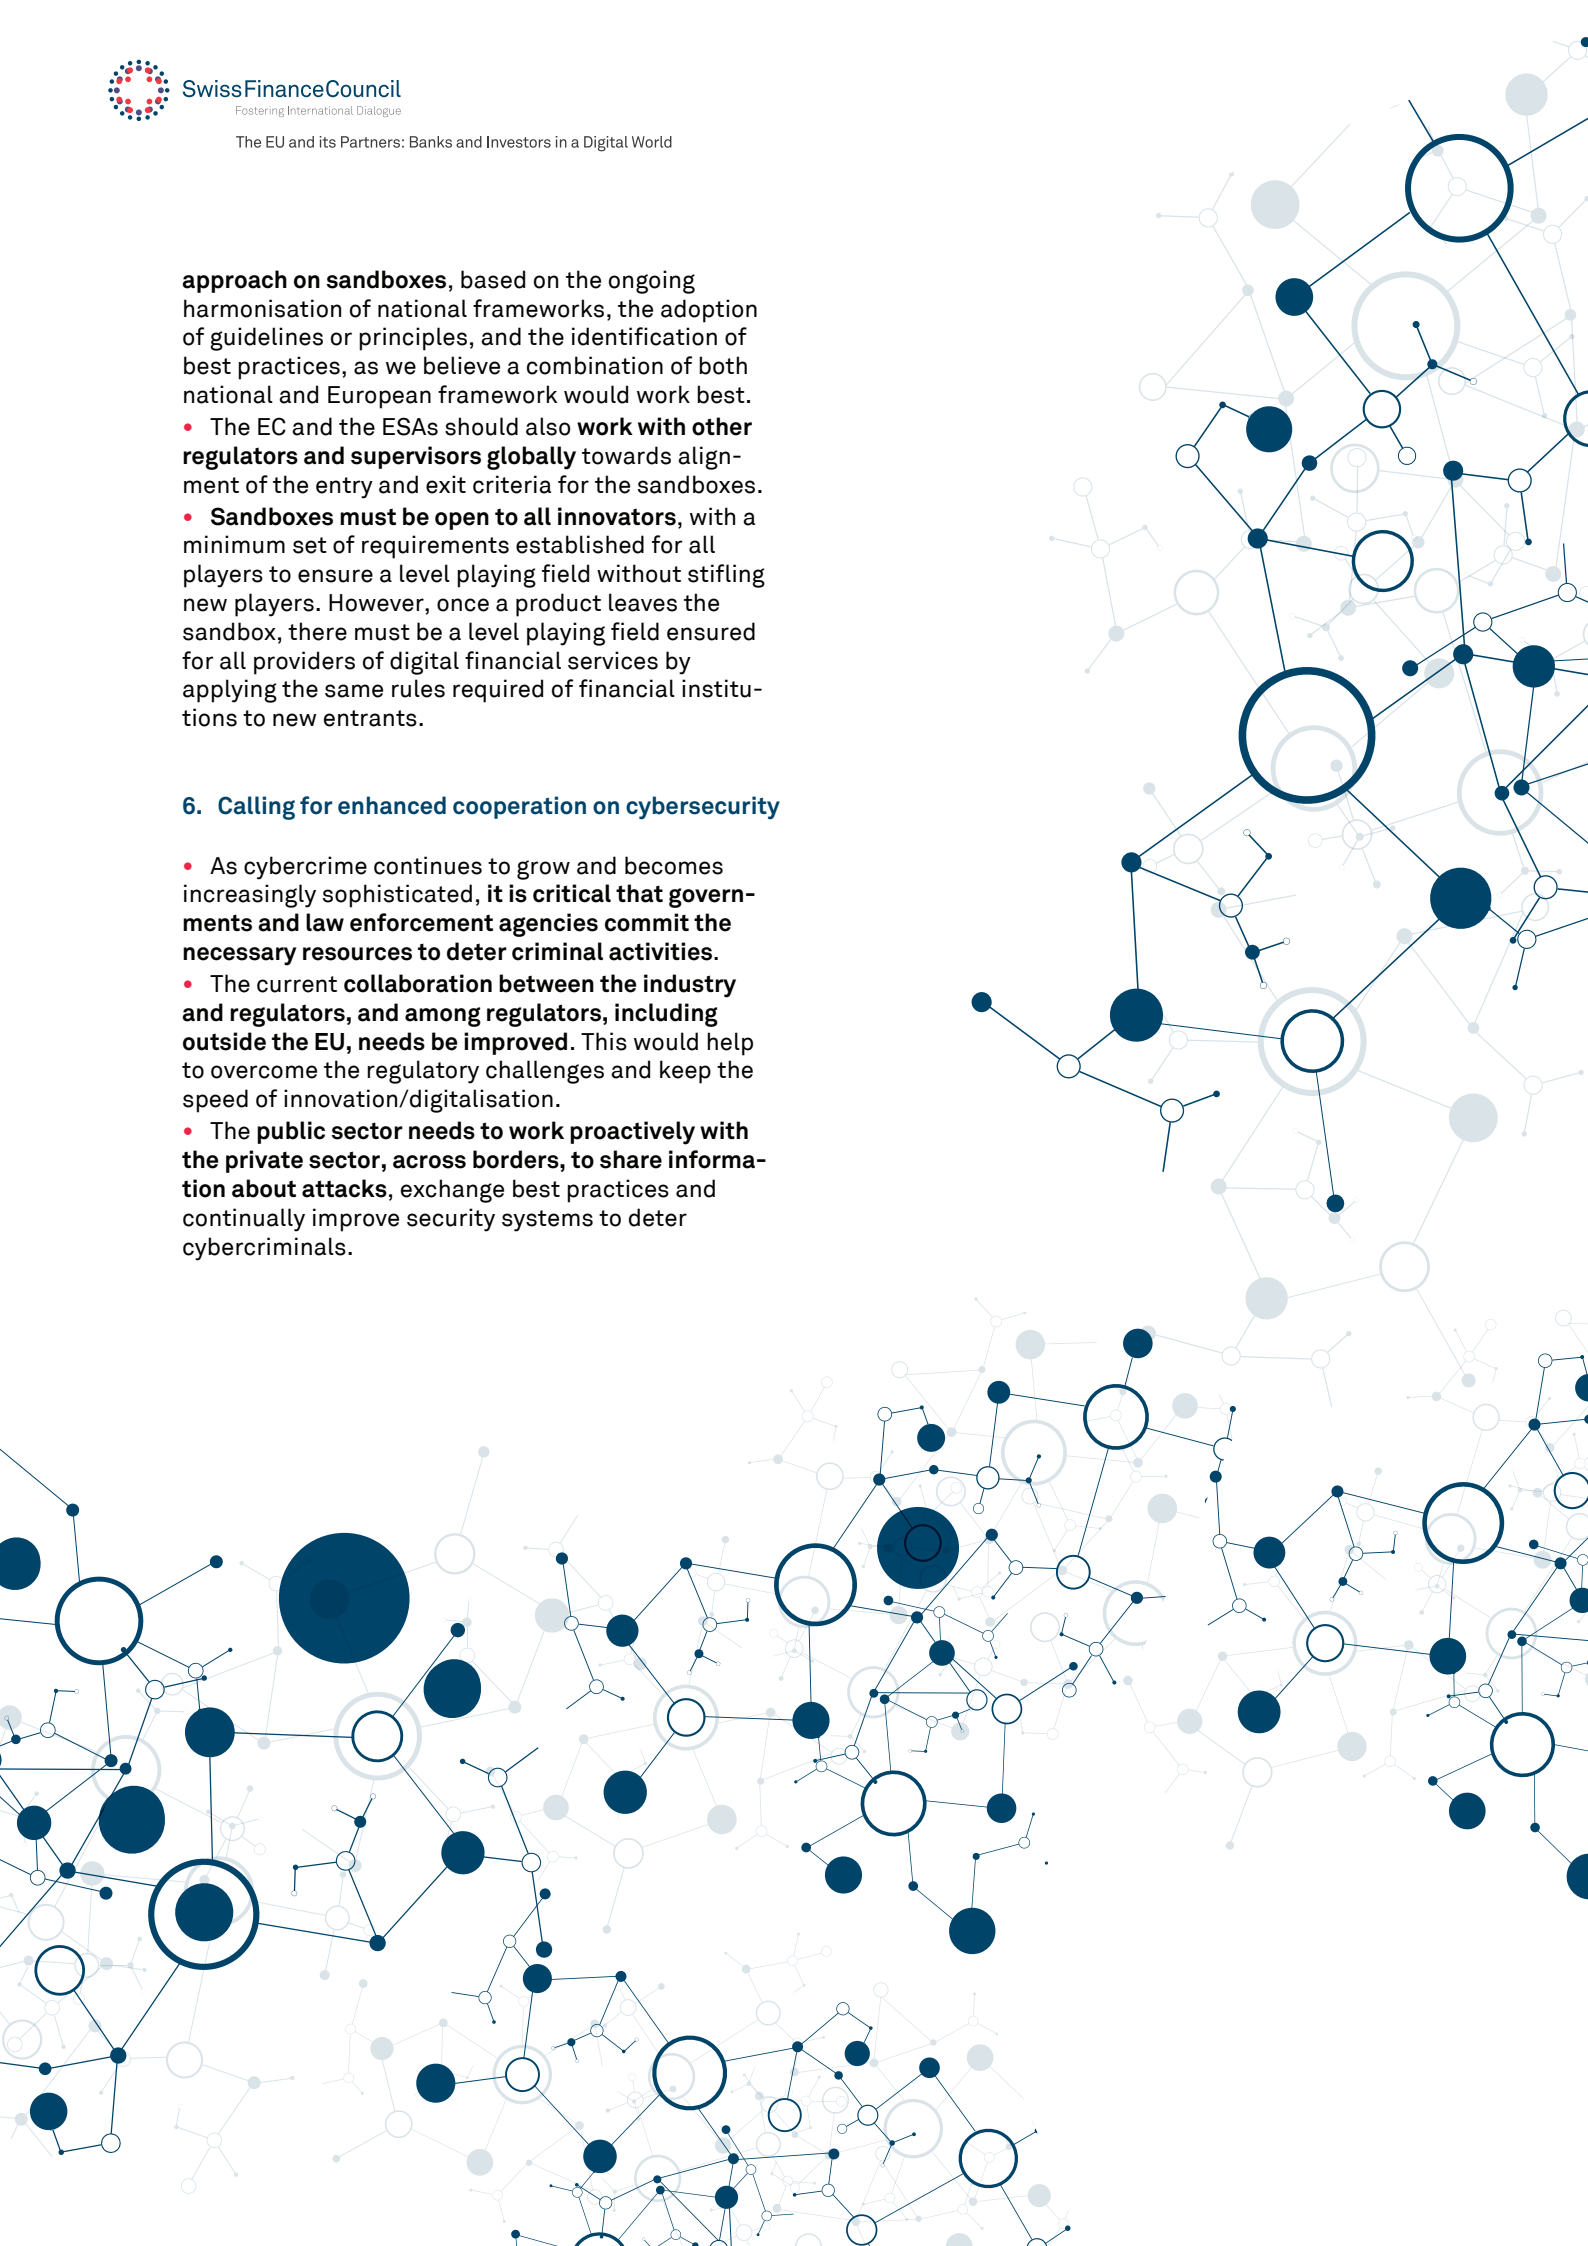 SwissFinanceCouncil
Fostering International Dialogue
The EU and its Partners: Banks and Investors in a Digital World
approach on sandboxes, based on the ongoing
harmonisation of national frameworks, the adoption
of guidelines or principles, and the identification of
best practices, as we believe a combination of both
national and European framework would work best.
• The EC and the ESAs should also work with other
regulators and supervisors globally towards align-
ment of the entry and exit criteria for the sandboxes.
• Sandboxes must be open to all innovators, with a
minimum set of requirements established for all
players to ensure a level playing field without stifling
new players. However, once a product leaves the
sandbox, there must be a level playing field ensured
for all providers of digital financial services by
applying the same rules required of financial institu-
tions to new entrants.
6. Calling for enhanced cooperation on cybersecurity
• As cybercrime continues to grow and becomes
increasingly sophisticated, it is critical that govern-
ments and law enforcement agencies commit the
necessary resources to deter criminal activities.
• The current collaboration between the industry
and regulators, and among regulators, including
outside the EU, needs be improved. This would help
to overcome the regulatory challenges and keep the
speed of innovation/digitalisation.
• The public sector needs to work proactively with
the private sector, across borders, to share informa-
tion about attacks, exchange best practices and
continually improve security systems to deter
cybercriminals.